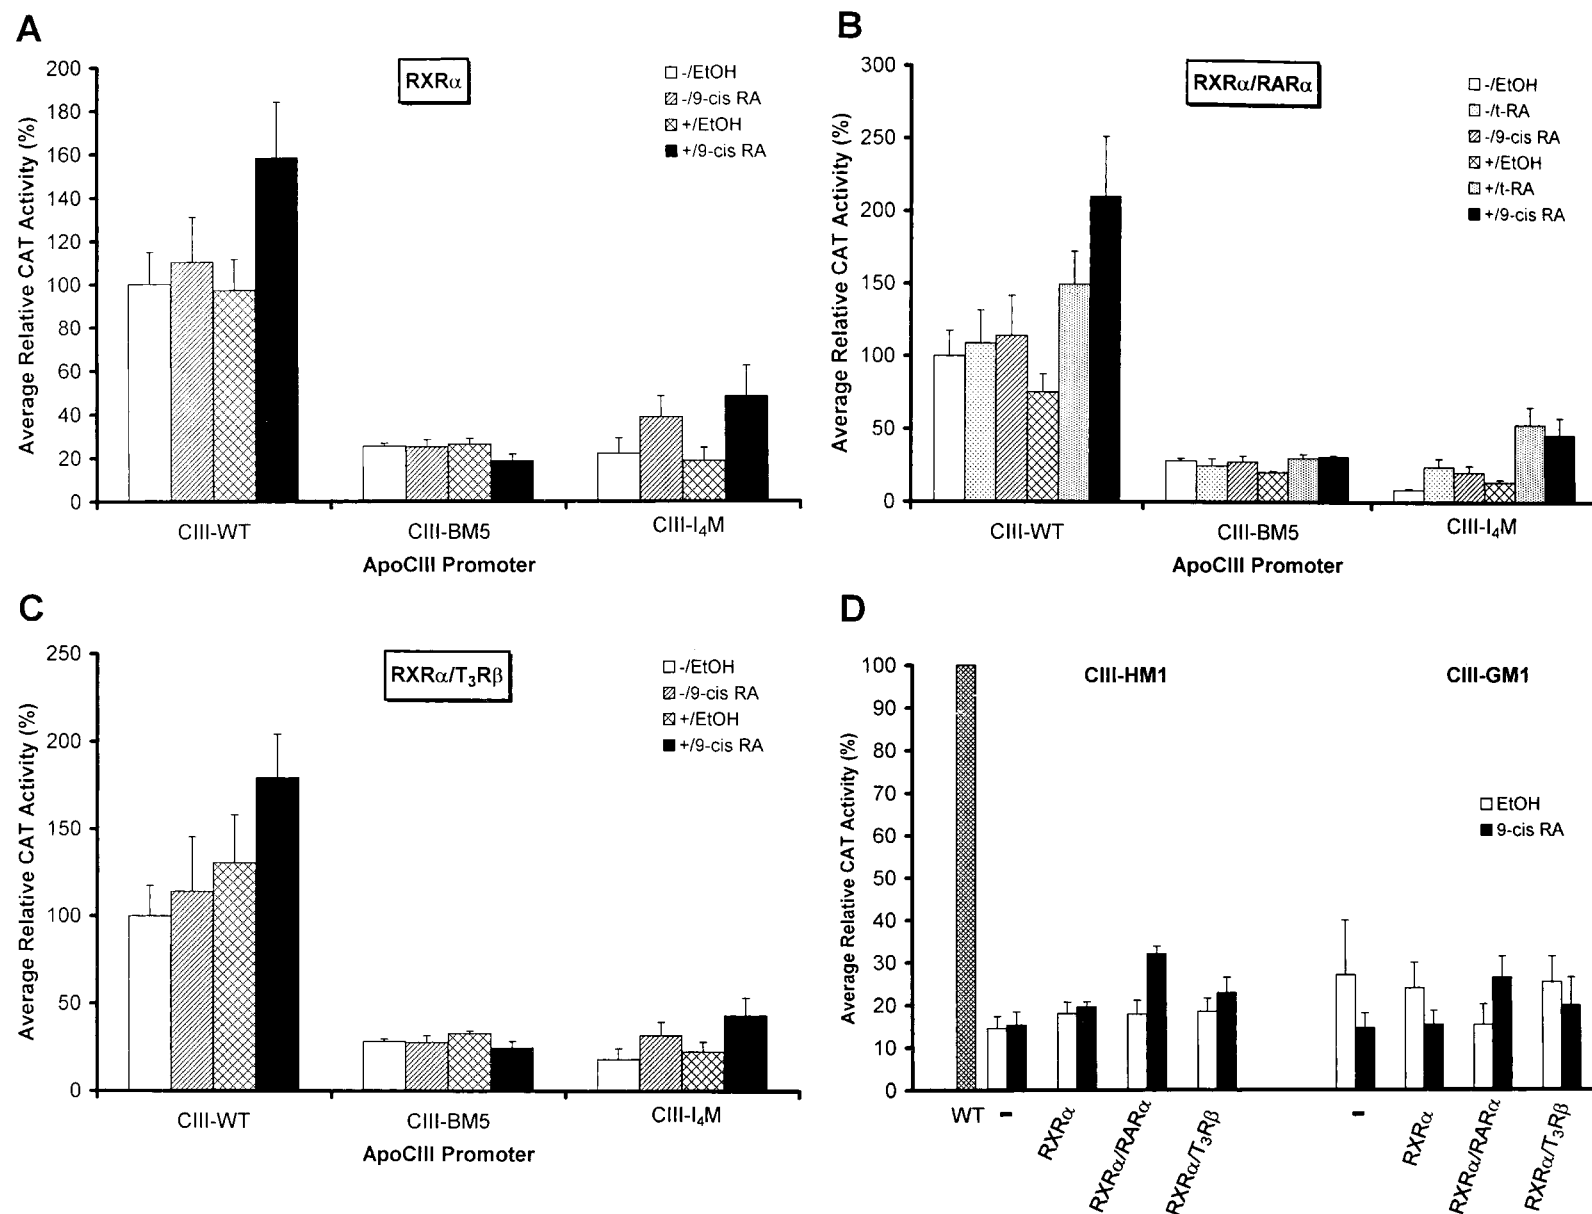 A
RXRα
Average Relative CAT Activity (%)
200
180
160
140
120
100
80
60
40
20
0
-/EtOH
-/9-cis RA
+/EtOH
+/9-cis RA
CIII-WT
CIII-BM5
CIII-I₄M
ApoCIII Promoter
B
RXRα/RARα
Average Relative CAT Activity (%)
300
250
200
150
100
50
0
-/EtOH
-/t-RA
-/9-cis RA
+/EtOH
+/t-RA
+/9-cis RA
CIII-WT
CIII-BM5
CIII-I₄M
ApoCIII Promoter
C
RXRα/T₃Rβ
Average Relative CAT Activity (%)
250
200
150
100
50
0
-/EtOH
-/9-cis RA
+/EtOH
+/9-cis RA
CIII-WT
CIII-BM5
CIII-I₄M
ApoCIII Promoter
D
CIII-HM1
CIII-GM1
Average Relative CAT Activity (%)
100
90
80
70
60
50
40
30
20
10
0
EtOH
9-cis RA
WT
-
RXRα
RXRα/RARα
RXRα/T₃Rβ
-
RXRα
RXRα/RARα
RXRα/T₃Rβ